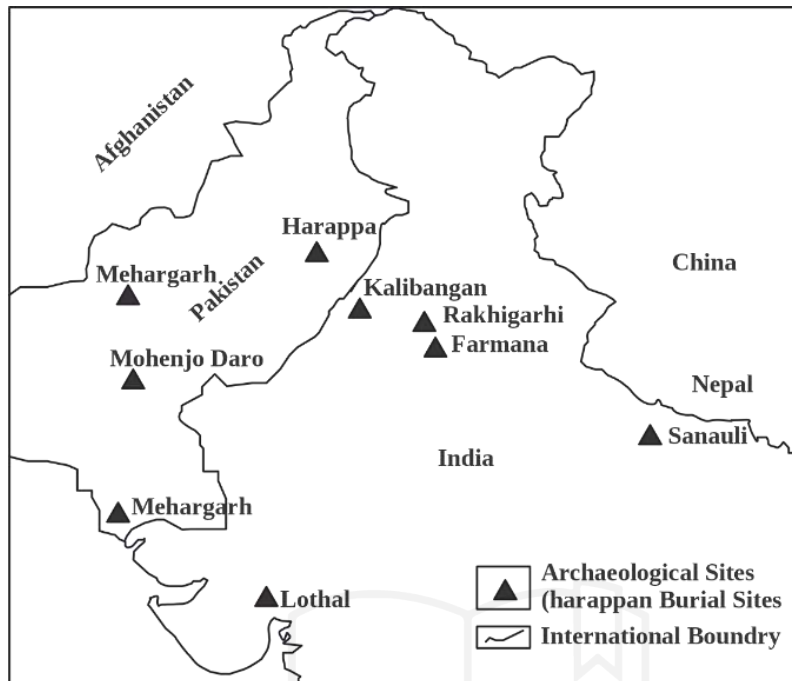 Afghanistan
Harappa
China
Mehargarh
Pakistan
Kalibangan
Rakhigarhi
Farmana
Mohenjo Daro
Nepal
Sanauli
India
Mehargarh
Lothal
Archaeological Sites
(harappan Burial Sites
International Boundry